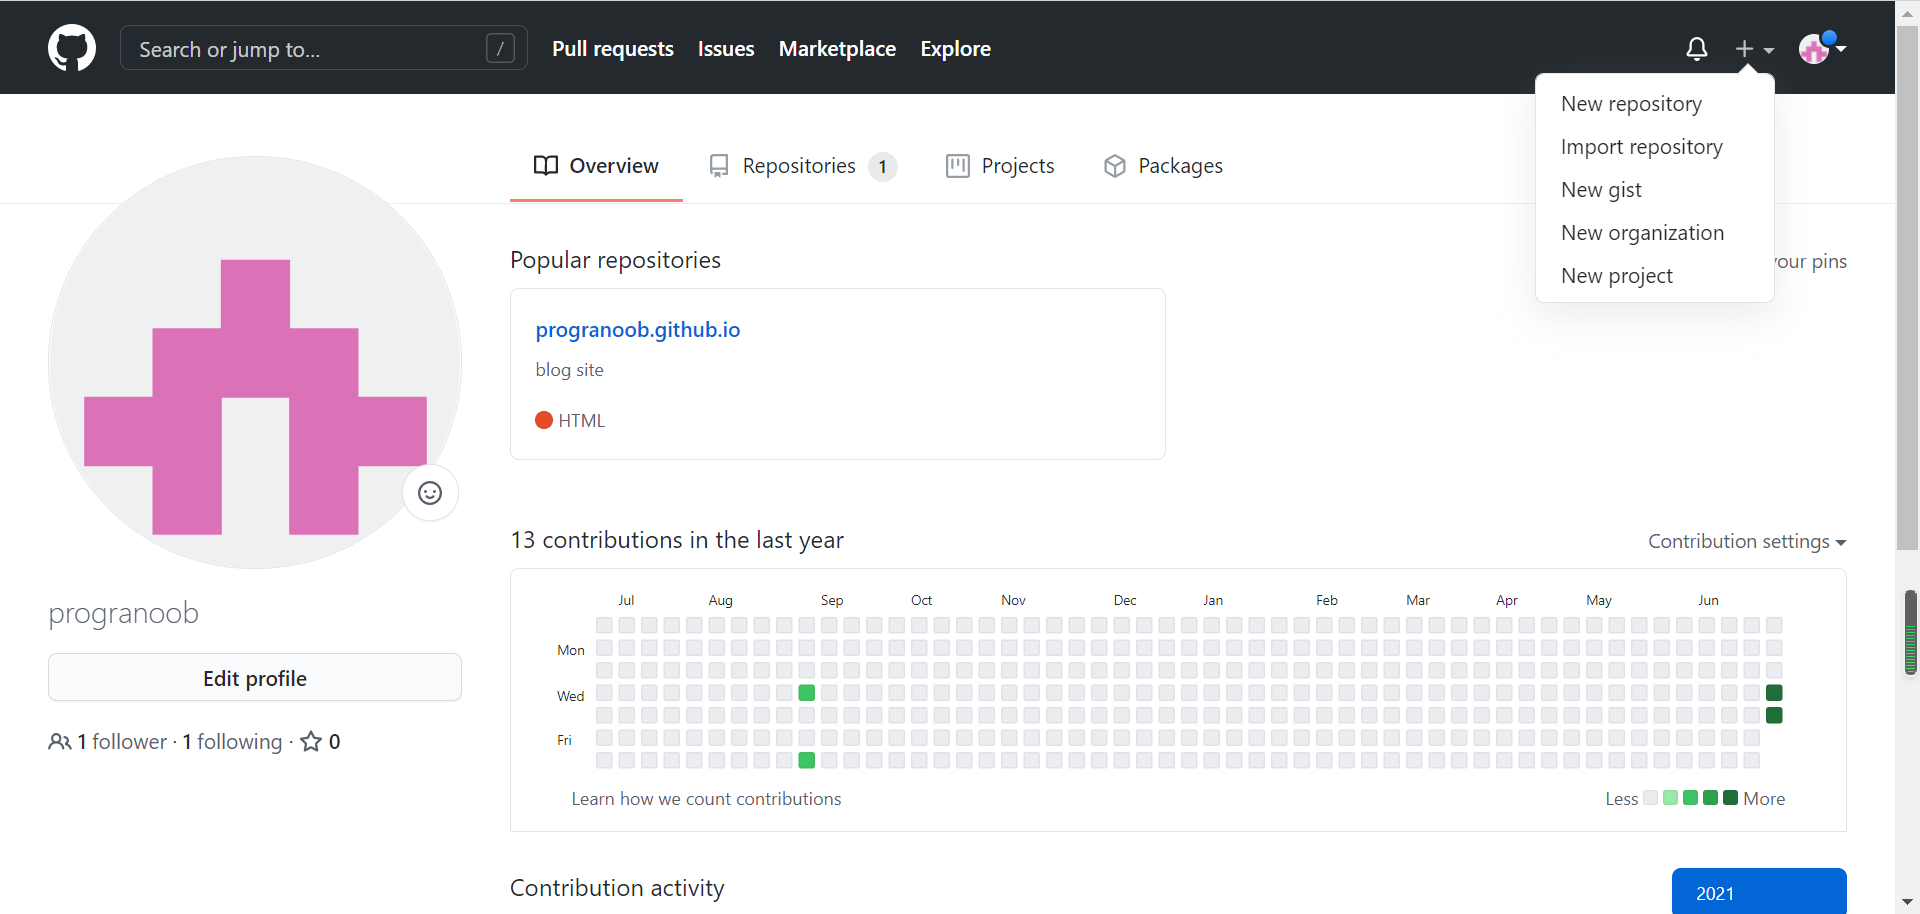 Search or jump to... /
Pull requests Issues Marketplace Explore
New repository
Import repository
New gist
New organization
New project
Overview Repositories 1 Projects Packages
Popular repositories
your pins
progranoob.github.io
blog site
HTML
13 contributions in the last year
Contribution settings
Jul Aug Sep Oct Nov Dec Jan Feb Mar Apr May Jun
Mon
Wed
Fri
Learn how we count contributions
Less More
progranoob
Edit profile
1 follower · 1 following · 0
Contribution activity
2021